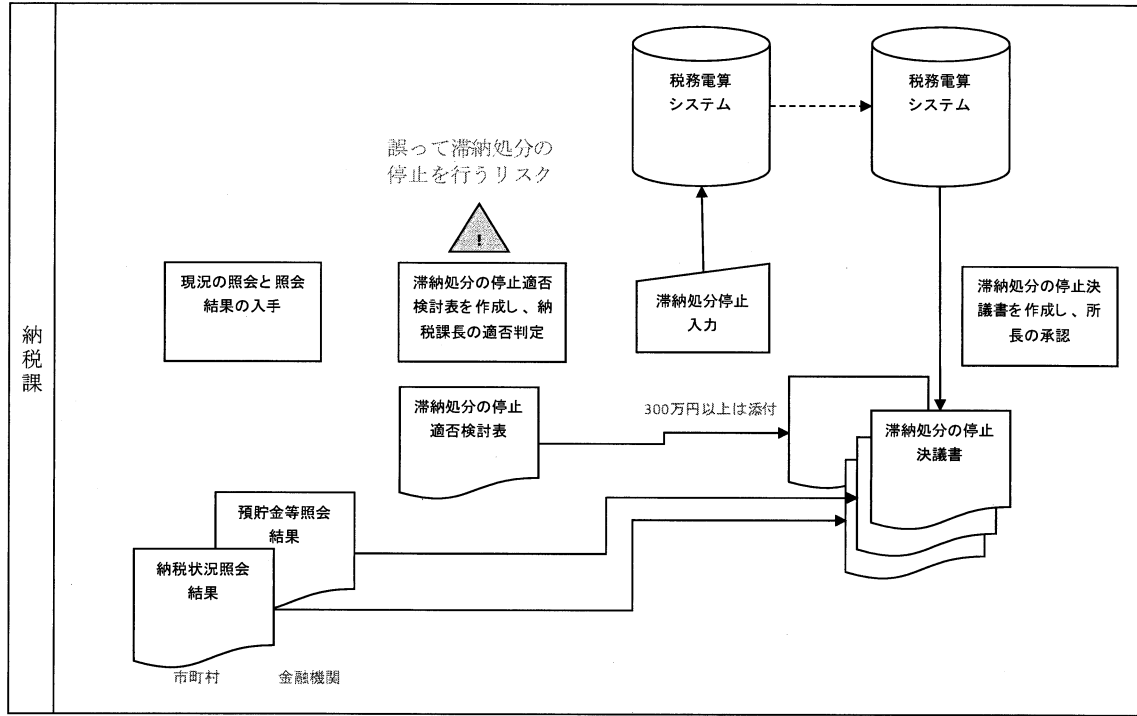 納税課
税務電算
システム
税務電算
システム
誤って滞納処分の
停止を行うリスク
!
現況の照会と照会
結果の入手
滞納処分の停止適否
検討表を作成し、納
税課長の適否判定
滞納処分停止
入力
滞納処分の停止決
議書を作成し、所
長の承認
滞納処分の停止
適否検討表
300万円以上は添付
滞納処分の停止
決議書
預貯金等照会
結果
納税状況照会
結果
市町村
金融機関